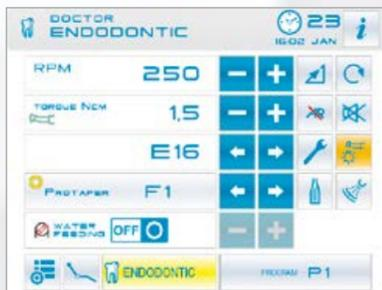 DOCTOR
ENDODONTIC
23
16:02 JAN
i
RPM 250
TORQUE NCM 1,5
E16
PROTAPER F1
WATER FEEDING OFF
ENDODONTIC PROGRAM P1